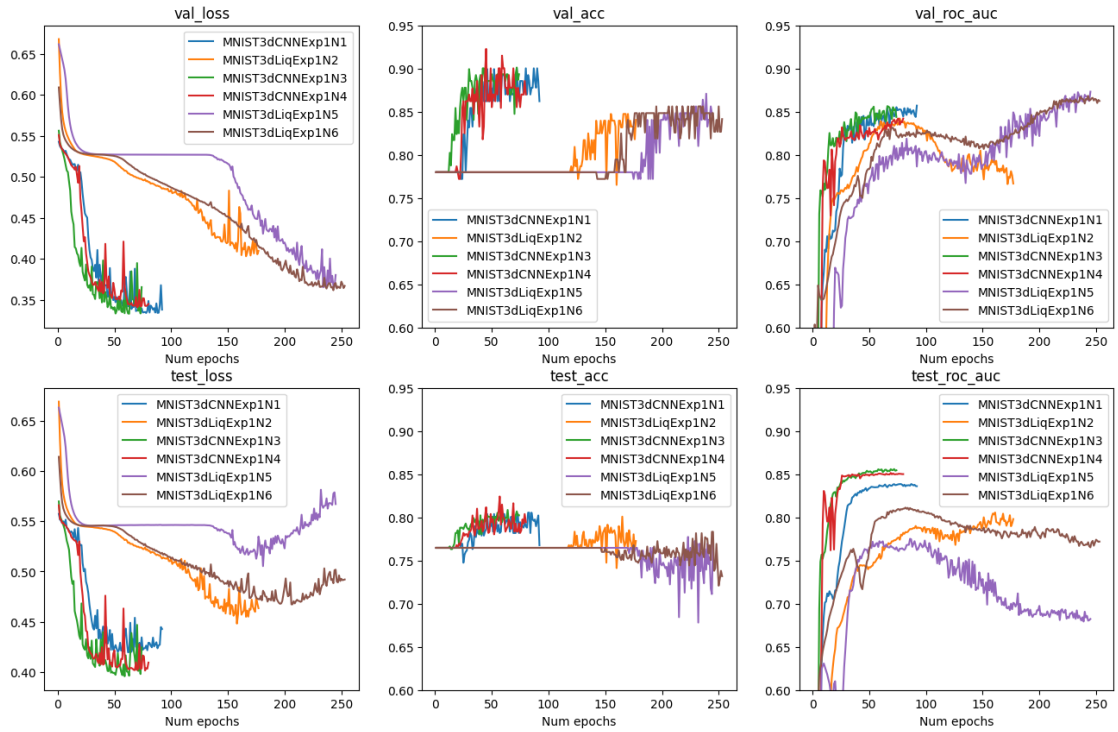 val_loss
0.65
0.60
0.55
0.50
0.45
0.40
0.35
0 50 100 150 200 250
Num epochs
MNIST3dCNNExp1N1
MNIST3dLiqExp1N2
MNIST3dCNNExp1N3
MNIST3dCNNExp1N4
MNIST3dLiqExp1N5
MNIST3dLiqExp1N6
val_acc
0.95
0.90
0.85
0.80
0.75
0.70
0.65
0.60
0 50 100 150 200 250
Num epochs
MNIST3dCNNExp1N1
MNIST3dLiqExp1N2
MNIST3dCNNExp1N3
MNIST3dCNNExp1N4
MNIST3dLiqExp1N5
MNIST3dLiqExp1N6
val_roc_auc
0.95
0.90
0.85
0.80
0.75
0.70
0.65
0.60
0 50 100 150 200 250
Num epochs
MNIST3dCNNExp1N1
MNIST3dLiqExp1N2
MNIST3dCNNExp1N3
MNIST3dCNNExp1N4
MNIST3dLiqExp1N5
MNIST3dLiqExp1N6
test_loss
0.65
0.60
0.55
0.50
0.45
0.40
0 50 100 150 200 250
Num epochs
MNIST3dCNNExp1N1
MNIST3dLiqExp1N2
MNIST3dCNNExp1N3
MNIST3dCNNExp1N4
MNIST3dLiqExp1N5
MNIST3dLiqExp1N6
test_acc
0.95
0.90
0.85
0.80
0.75
0.70
0.65
0.60
0 50 100 150 200 250
Num epochs
MNIST3dCNNExp1N1
MNIST3dLiqExp1N2
MNIST3dCNNExp1N3
MNIST3dCNNExp1N4
MNIST3dLiqExp1N5
MNIST3dLiqExp1N6
test_roc_auc
0.95
0.90
0.85
0.80
0.75
0.70
0.65
0.60
0 50 100 150 200 250
Num epochs
MNIST3dCNNExp1N1
MNIST3dLiqExp1N2
MNIST3dCNNExp1N3
MNIST3dCNNExp1N4
MNIST3dLiqExp1N5
MNIST3dLiqExp1N6